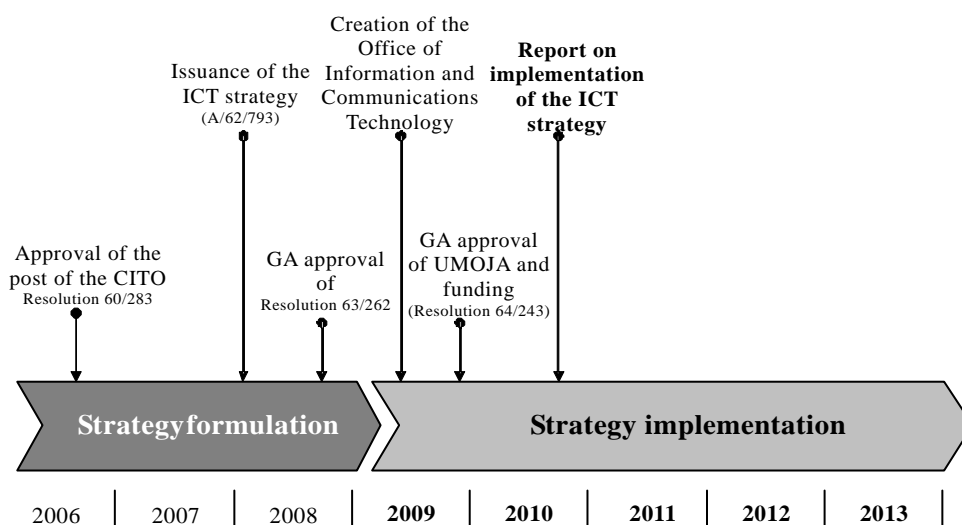 Approval of the
post of the CITO
Resolution 60/283
Issuance of the
ICT strategy
(A/62/793)
GA approval
of
Resolution 63/262
Creation of the
Office of
Information and
Communications
Technology
GA approval
of UMOJA and
funding
(Resolution 64/243)
Report on
implementation
of the ICT
strategy
Strategy formulation
Strategy implementation
2006
2007
2008
2009
2010
2011
2012
2013